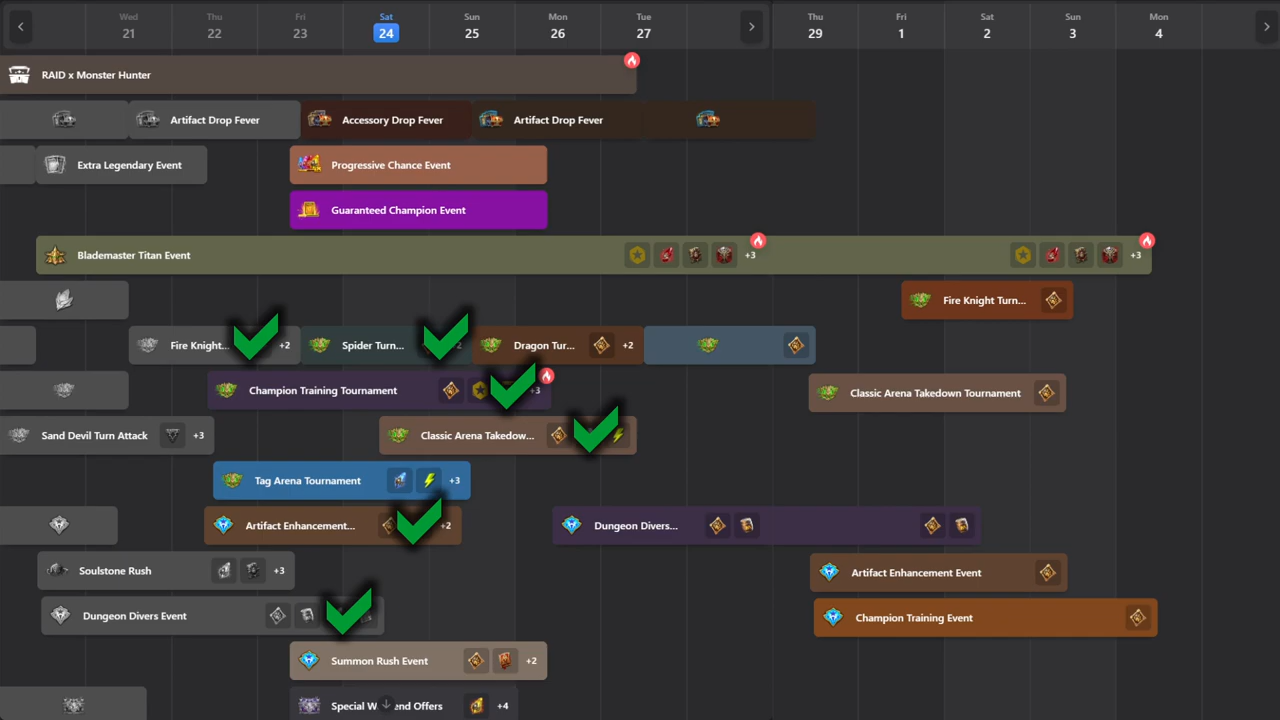 Wed Thu Fri Sat Sun Mon Tue Thu Fri Sat Sun Mon
21 22 23 24 25 26 27 29 1 2 3 4
RAID x Monster Hunter
Artifact Drop Fever Accessory Drop Fever Artifact Drop Fever
Extra Legendary Event Progressive Chance Event
Guaranteed Champion Event
Blademaster Titan Event +3 +3
Fire Knight Turn...
Fire Knight... +2 Spider Turn... Dragon Tur... +2
Champion Training Tournament +3 Classic Arena Takedown Tournament
Sand Devil Turn Attack +3 Classic Arena Takedow...
Tag Arena Tournament +3
Artifact Enhancement... +2 Dungeon Divers...
Soulstone Rush +3 Artifact Enhancement Event
Dungeon Divers Event Champion Training Event
Summon Rush Event +2
Special Offers +4